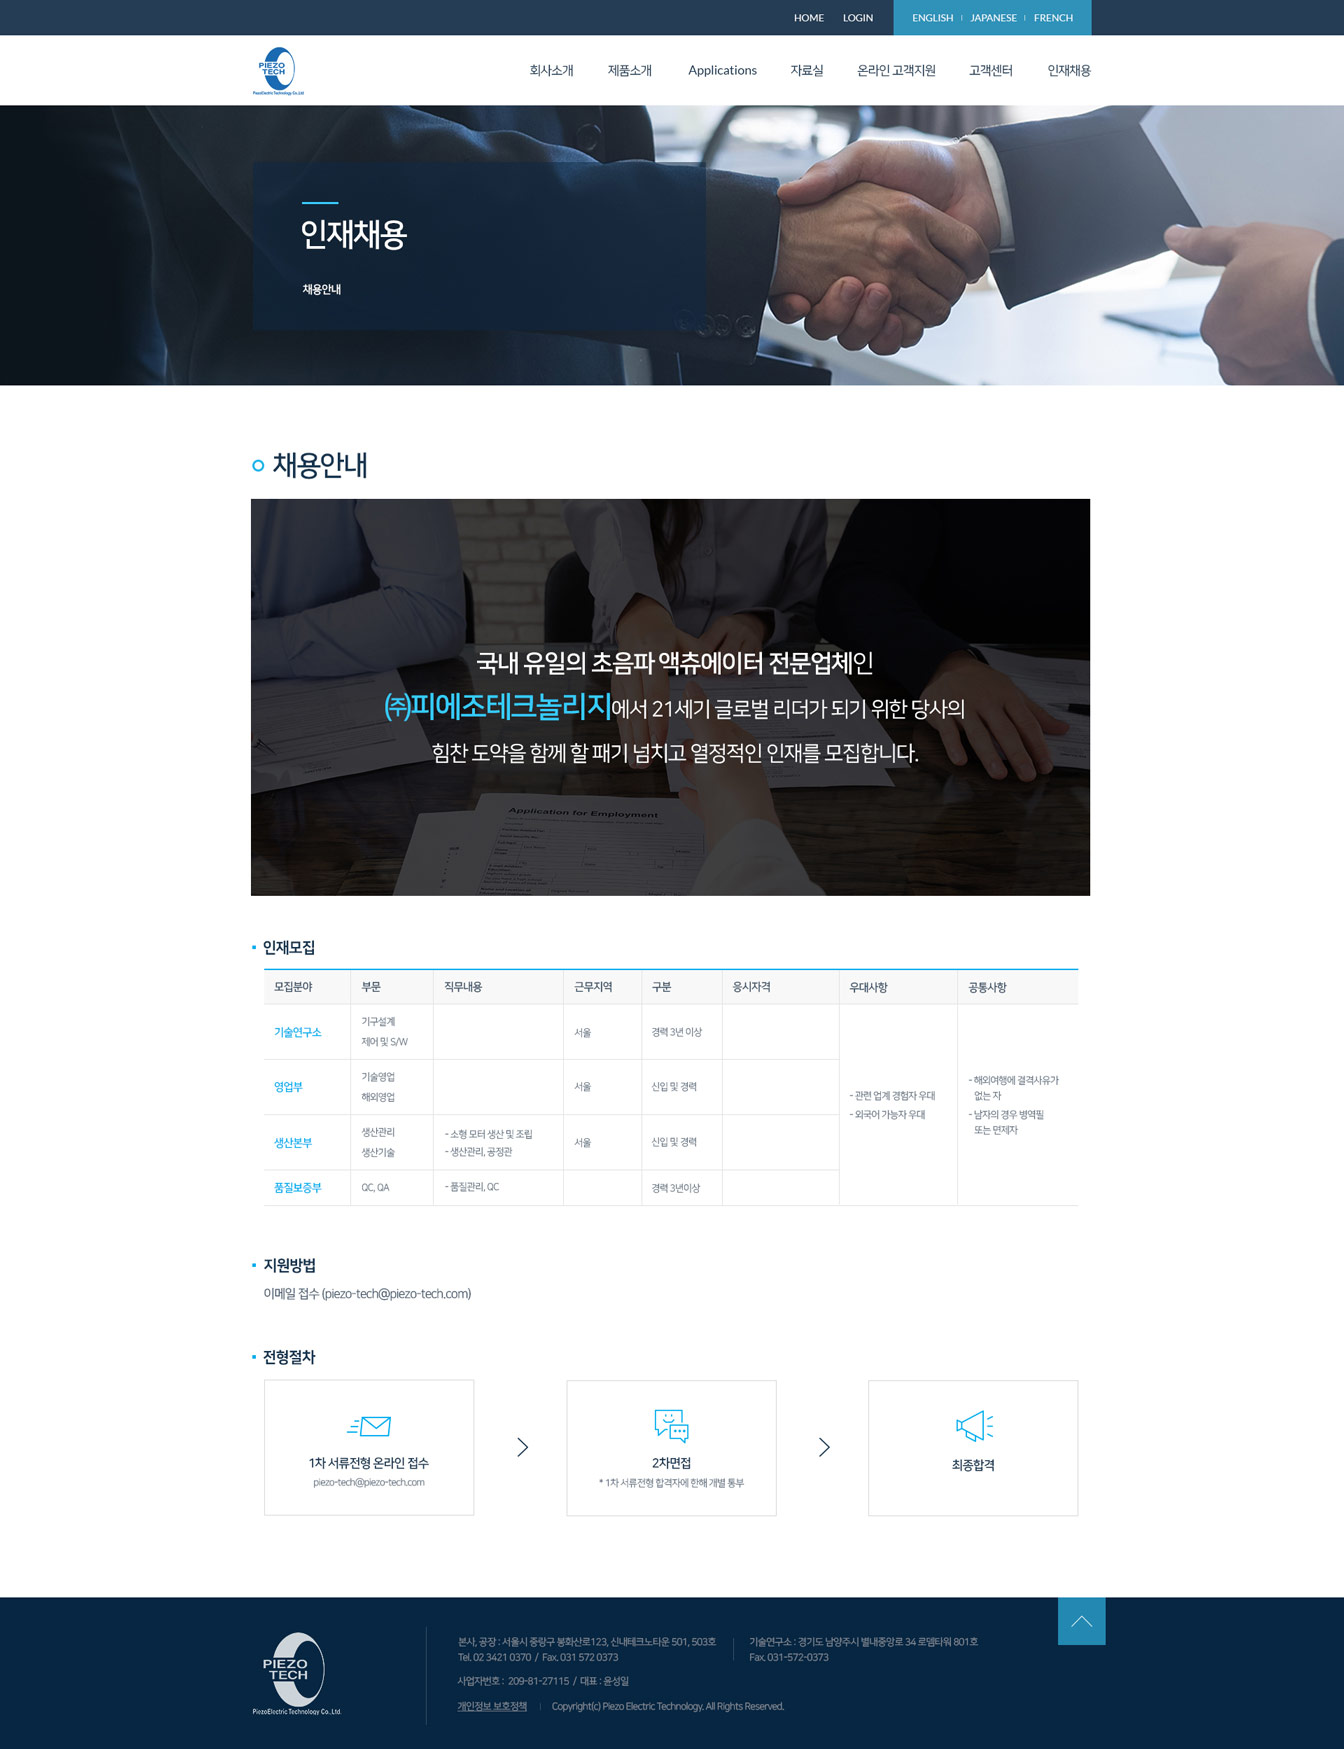 HOME LOGIN ENGLISH JAPANESE FRENCH
PIEZO
TECH
PiezoElectric Technology Co.,Ltd
회사소개 제품소개 Applications 자료실 온라인 고객지원 고객센터 인재채용
인재채용
채용안내
채용안내
국내 유일의 초음파 액츄에이터 전문업체인
(주)피에조테크놀리지에서 21세기 글로벌 리더가 되기 위한 당사의
힘찬 도약을 함께 할 패기 넘치고 열정적인 인재를 모집합니다.
Application for Employment
인재모집
모집분야 부문 직무내용 근무지역 구분 응시자격 우대사항 공통사항
기술연구소 기구설계 제어 및 S/W 서울 경력 3년 이상
영업부 기술영업 해외영업 서울 신입 및 경력
생산본부 생산관리 생산기술 - 소형 모터 생산 및 조립 - 생산관리, 공정관 서울 신입 및 경력
품질보증부 QC, QA - 품질관리, QC 경력 3년이상
- 관련 업계 경험자 우대
- 외국어 가능자 우대
- 해외여행에 결격사유가
없는 자
- 남자의 경우 병역필
또는 면제자
지원방법
이메일 접수 (piezo-tech@piezo-tech.com)
전형절차
1차 서류전형 온라인 접수
piezo-tech@piezo-tech.com
2차면접
* 1차 서류전형 합격자에 한해 개별 통부
최종합격
PIEZO
TECH
PiezoElectric Technology Co.,Ltd.
본사, 공장 : 서울시 중랑구 봉화산로123, 신내테크노타운 501, 503호
Tel. 02 3421 0370 / Fax. 031 572 0373
기술연구소 : 경기도 남양주시 별내중앙로 34 로뎀타워 801호
Fax. 031-572-0373
사업자번호 : 209-81-27115 / 대표 : 윤성일
개인정보 보호정책 Copyright(c) Piezo Electric Technology. All Rights Reserved.